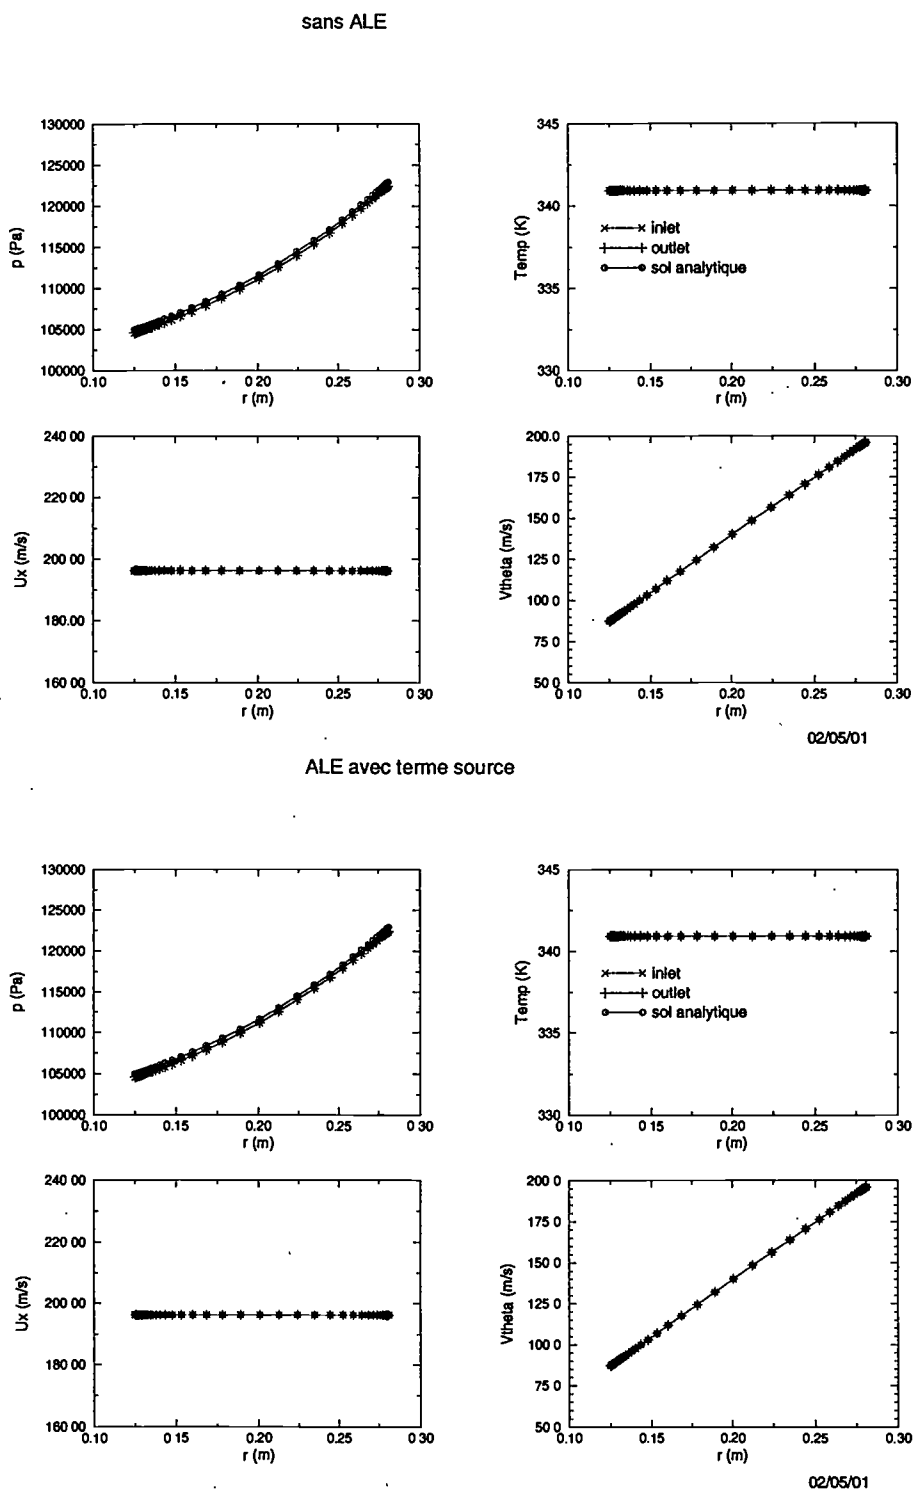 sans ALE
130000
125000
120000
115000
110000
105000
100000
p (Pa)
0.10 0.15 0.20 0.25 0.30
r (m)
345
340
335
330
Temp (K)
inlet
outlet
sol analytique
0.10 0.15 0.20 0.25 0.30
r (m)
240 00
220 00
200 00
180.00
160 00
Ux (m/s)
0.10 0.15 0.20 0.25 0 30
r (m)
200.0
175.0
150 0
125.0
100 0
75.0
50 0
Vtheta (m/s)
0.10 0.15 0.20 0.25 0.30
r (m)
02/05/01
ALE avec terme source
130000
125000
120000
115000
110000
105000
100000
p (Pa)
0.10 0.15 0.20 0.25 0 30
r (m)
345
340
335
330
Temp (K)
inlet
outlet
sol analytique
0.10 0 15 0.20 0.25 0.30
r (m)
240 00
220 00
200 00
180 00
160 00
Ux (m/s)
0.10 0.15 0.20 0.25 0 30
r (m)
200 0
175.0
150.0
125 0
100 0
75 0
50 0
Vtheta (m/s)
0.10 0.15 0.20 0.25 0.30
r (m)
02/05/01